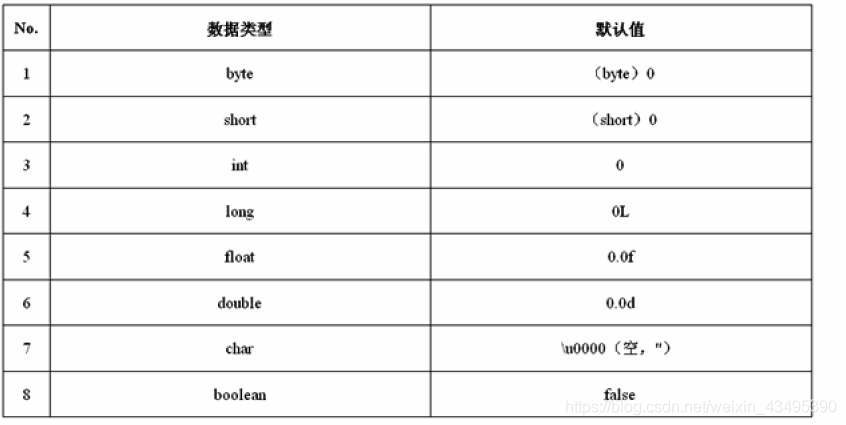 No. 数据类型 默认值
1 byte （byte）0
2 short （short）0
3 int 0
4 long 0L
5 float 0.0f
6 double 0.0d
7 char \u0000（空，''）
8 boolean false
https://blog.csdn.net/weixin_43495390